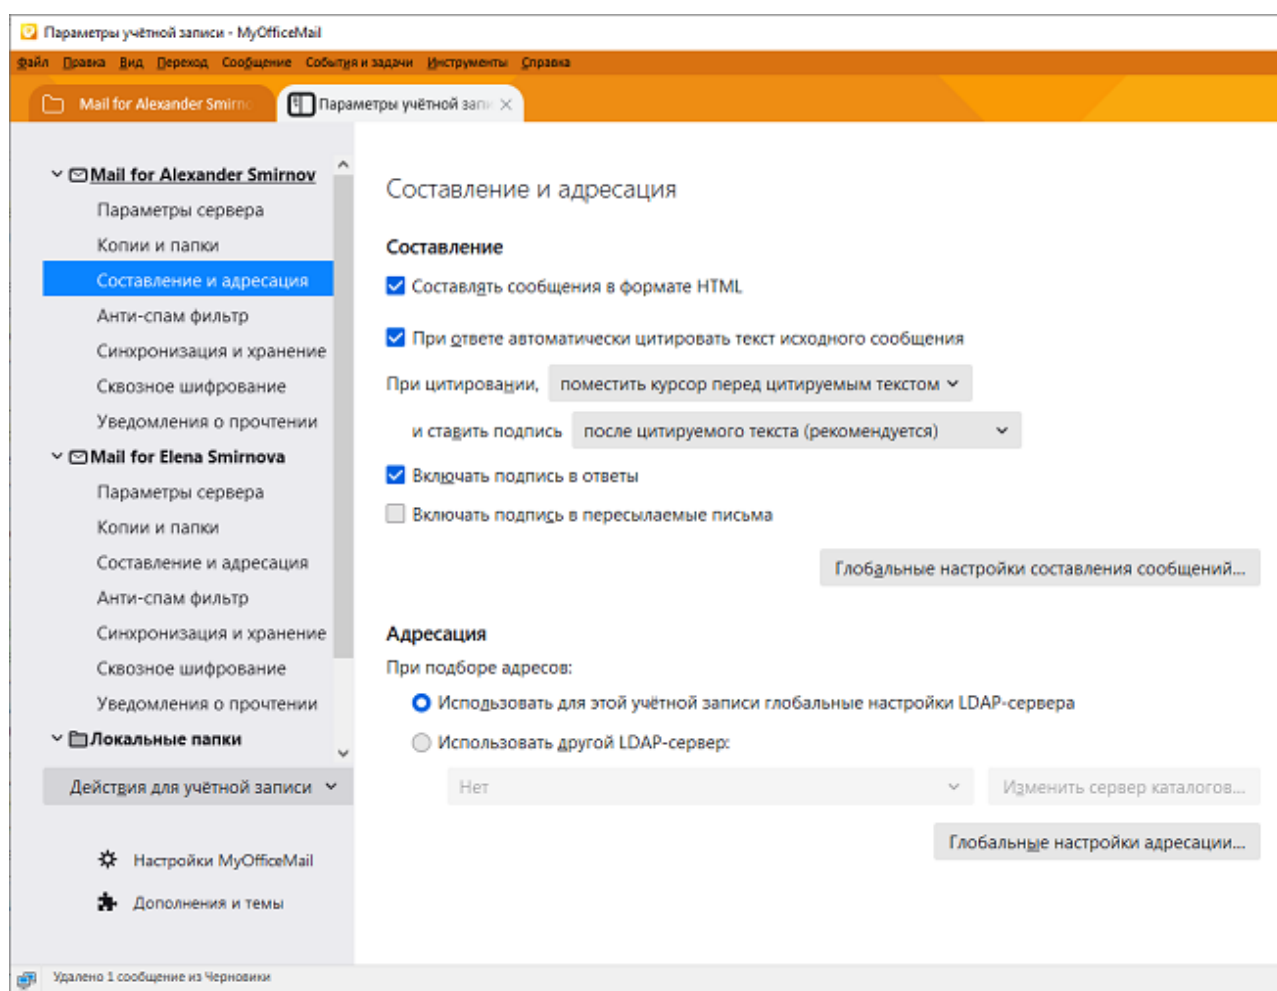 Параметры учётной записи - MyOfficeMail
Файл Правка Вид Переход Сообщение События и задачи Инструменты Справка
Mail for Alexander Smirno
Параметры учётной запи
Mail for Alexander Smirnov
Параметры сервера
Копии и папки
Составление и адресация
Анти-спам фильтр
Синхронизация и хранение
Сквозное шифрование
Уведомления о прочтении
Mail for Elena Smirnova
Параметры сервера
Копии и папки
Составление и адресация
Анти-спам фильтр
Синхронизация и хранение
Сквозное шифрование
Уведомления о прочтении
Локальные папки
Действия для учётной записи
Настройки MyOfficeMail
Дополнения и темы
Составление и адресация
Составление
Составлять сообщения в формате HTML
При ответе автоматически цитировать текст исходного сообщения
При цитировании, поместить курсор перед цитируемым текстом
и ставить подпись после цитируемого текста (рекомендуется)
Включать подпись в ответы
Включать подпись в пересылаемые письма
Глобальные настройки составления сообщений...
Адресация
При подборе адресов:
Использовать для этой учётной записи глобальные настройки LDAP-сервера
Использовать другой LDAP-сервер:
Нет Изменить сервер каталогов...
Глобальные настройки адресации...
Удалено 1 сообщение из Черновики